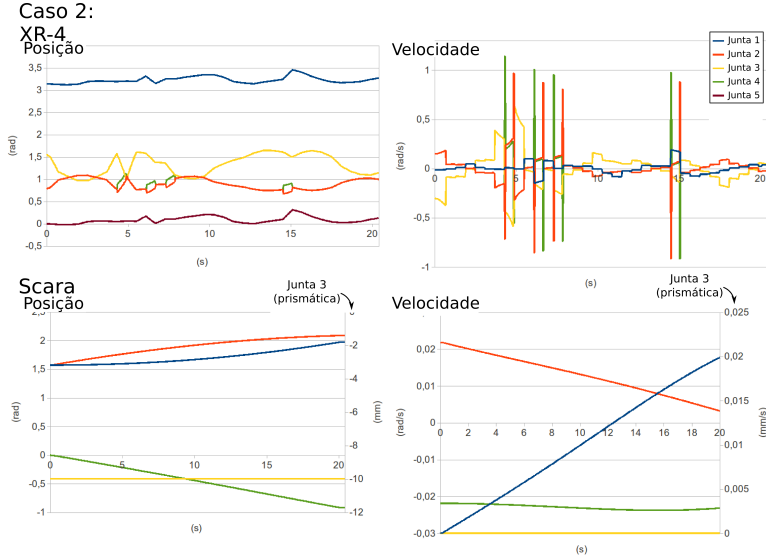 Caso 2:
XR-4
Posição
3,5
3
2,5
2
1,5
1
0,5
0
-0,5
0
5
10
15
20
(rad)
(s)
Velocidade
Junta 1
Junta 2
Junta 3
Junta 4
Junta 5
1
0,5
0
-0,5
-1
5
10
15
20
(rad/s)
(s)
Scara
Posição
Junta 3
(prismática)
2,5
2
1,5
1
0,5
0
-0,5
-1
0
5
10
15
20
0
-2
-4
-6
-8
-10
-12
(rad)
(mm)
(s)
Velocidade
Junta 3
(prismática)
0,02
0,01
0
-0,01
-0,02
-0,03
0
2
4
6
8
10
12
14
16
18
20
0,025
0,02
0,015
0,01
0,005
0
(rad/s)
(mm/s)
(s)